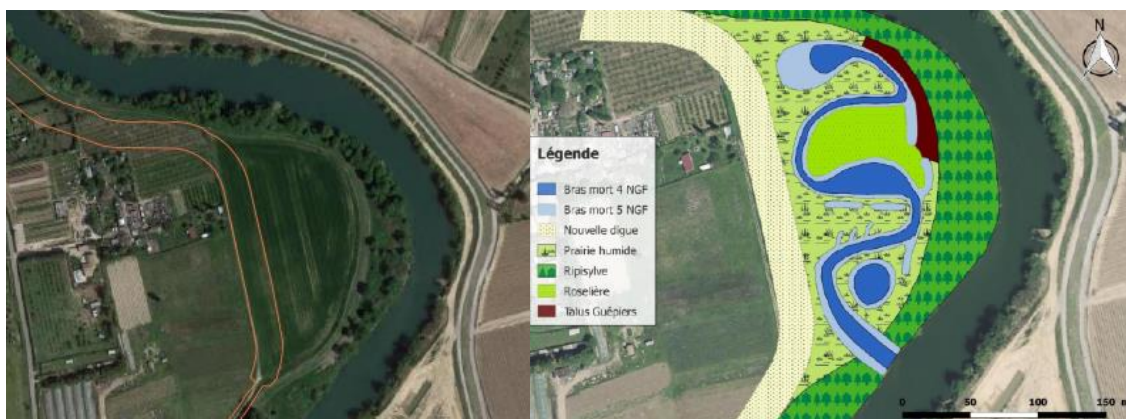 N
Légende
Bras mort 4 NGF
Bras mort 5 NGF
Nouvelle digue
Prairie humide
Ripisylve
Roselière
Talus Guêpiers
0 50 100 150 m